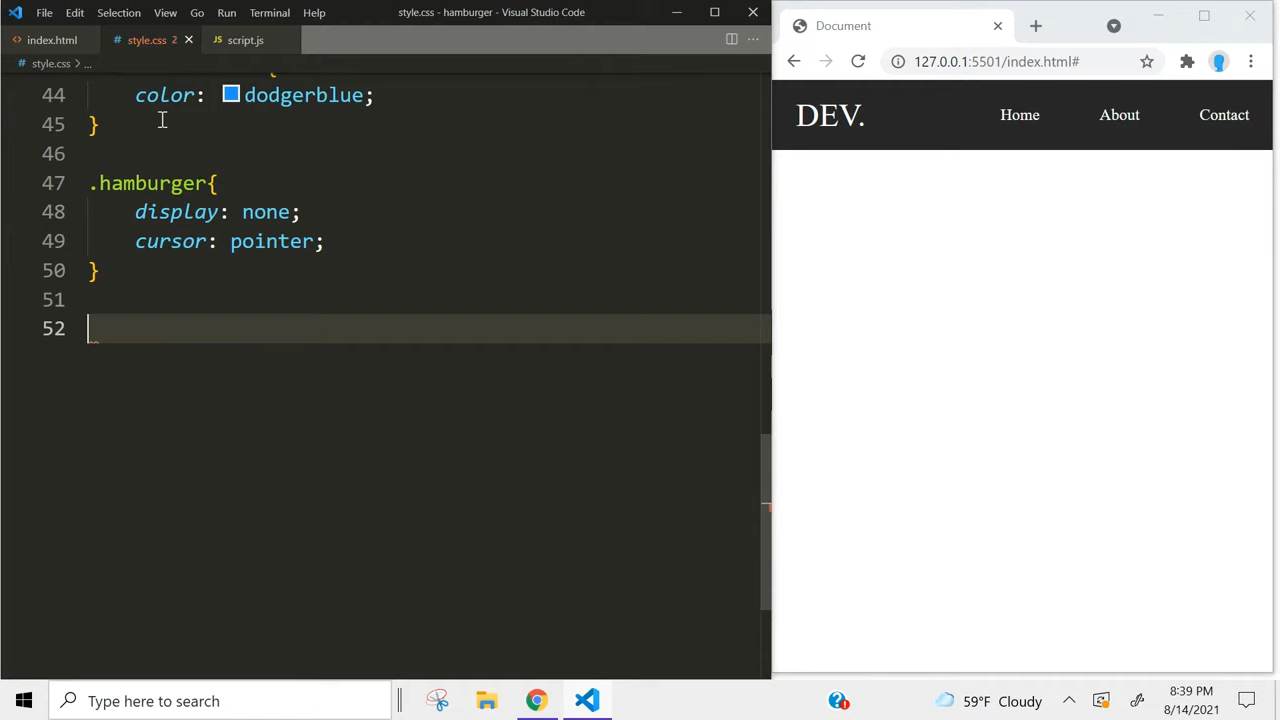 File Edit Selection View Go Run Terminal Help style.css - hamburger - Visual Studio Code
index.html
# style.css 2
JS script.js
# style.css > ...
44 color: dodgerblue;
45 }
46
47 .hamburger{
48 display: none;
49 cursor: pointer;
50 }
51
52
Document
127.0.0.1:5501/index.html#
DEV. Home About Contact
Type here to search
59°F Cloudy
8:39 PM
8/14/2021